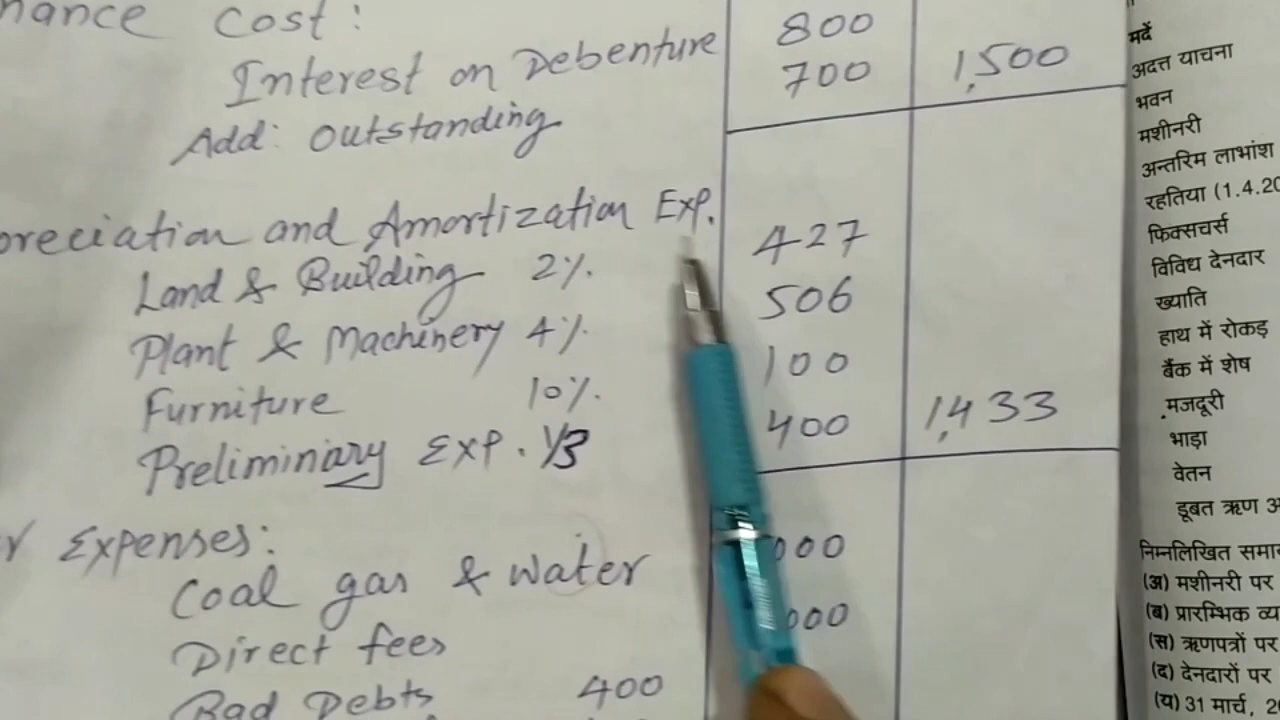 nance Cost:
Interest on Debenture 800
Add: Outstanding 700 1,500
preciation and Amortization Exp.
Land & Building 2%. 427
Plant & Machinery 4%. 506
Furniture 10%. 100
Preliminary Exp. 1/3 400 1,433
r Expenses:
Coal gas & water 000
Direct fees 000
Bad Debts 400
मदें
अदत्त याचना
भवन
मशीनरी
अन्तरिम लाभांश
रहतिया (1.4.20
फिक्सचर्स
विविध देनदार
ख्याति
हाथ में रोकड़
बैंक में शेष
मजदूरी
भाड़ा
वेतन
डूबत ऋण अ
निम्नलिखित समा
(अ) मशीनरी पर
(ब) प्रारम्भिक व्य
(स) ऋणपत्रों पर
(द) देनदारों पर
(य) 31 मार्च, 2